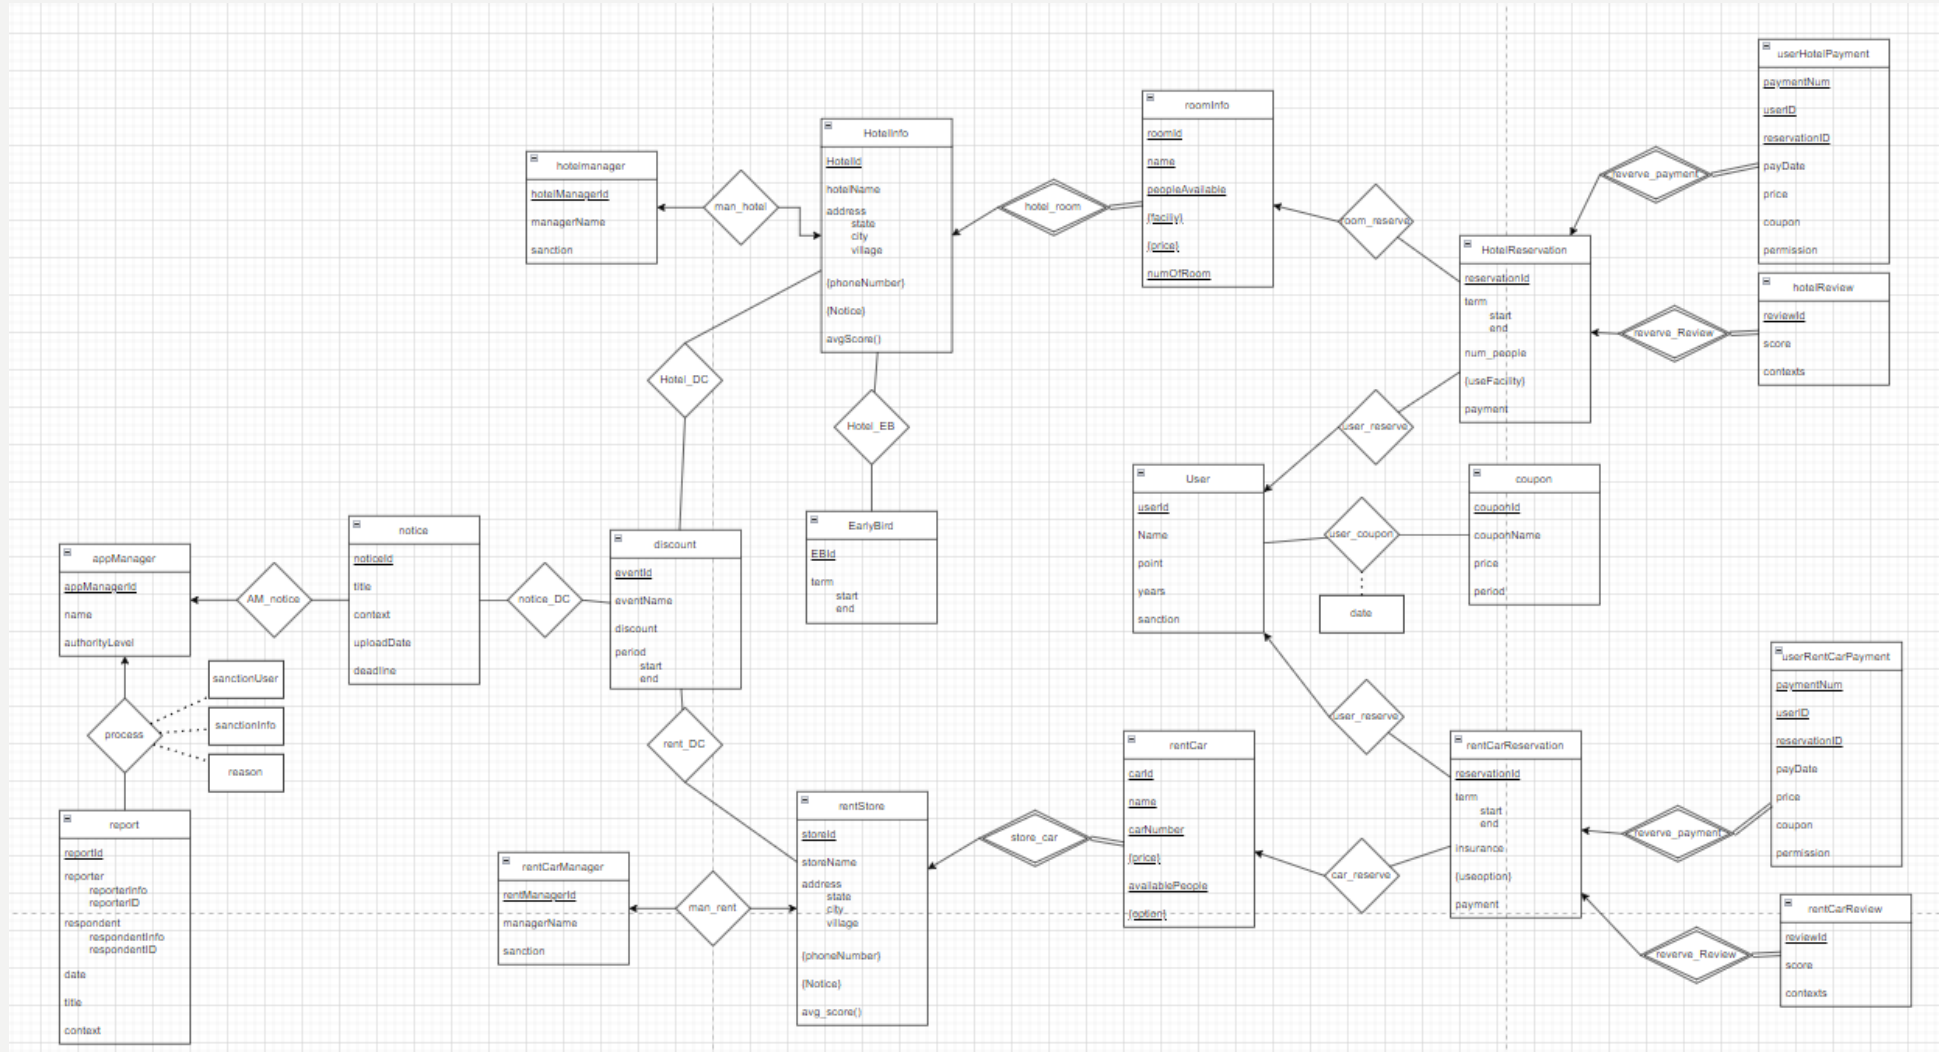 userHotelPayment
paymentNum
userID
reservationID
payDate
price
coupon
permission
roomInfo
roomId
name
peopleAvailable
{faciliy}
{price}
numOfRoom
HotelInfo
HotelId
hotelName
address
state
city
village
{phoneNumber}
{Notice}
avgScore()
hotelmanager
hotelManagerId
managerName
sanction
man_hotel
hotel_room
room_reserve
reverve_payment
HotelReservation
reservationId
term
start
end
num_people
{useFacility}
payment
hotelReview
reviewId
score
contexts
reverve_Review
Hotel_DC
Hotel_EB
user_reserve
User
userId
Name
point
years
sanction
user_coupon
date
coupon
couponId
couponName
price
period
EarlyBird
EBId
term
start
end
discount
eventId
eventName
discount
period
start
end
notice
noticeId
title
context
uploadDate
deadline
notice_DC
AM_notice
appManager
appManagerId
name
authorityLevel
sanctionUser
sanctionInfo
reason
process
rent_DC
user_reserve
userRentCarPayment
paymentNum
userID
reservationID
payDate
price
coupon
permission
rentCar
carId
name
carNumber
{price}
availablePeople
{option}
rentCarReservation
reservationId
term
start
end
insurance
{useoption}
payment
reverve_payment
store_car
car_reserve
rentStore
storeId
storeName
address
state
city
village
{phoneNumber}
{Notice}
avg_score()
report
reportId
reporter
reporterInfo
reporterID
respondent
respondentInfo
respondentID
date
title
context
rentCarManager
rentManagerId
managerName
sanction
man_rent
rentCarReview
reviewId
score
contexts
reverve_Review